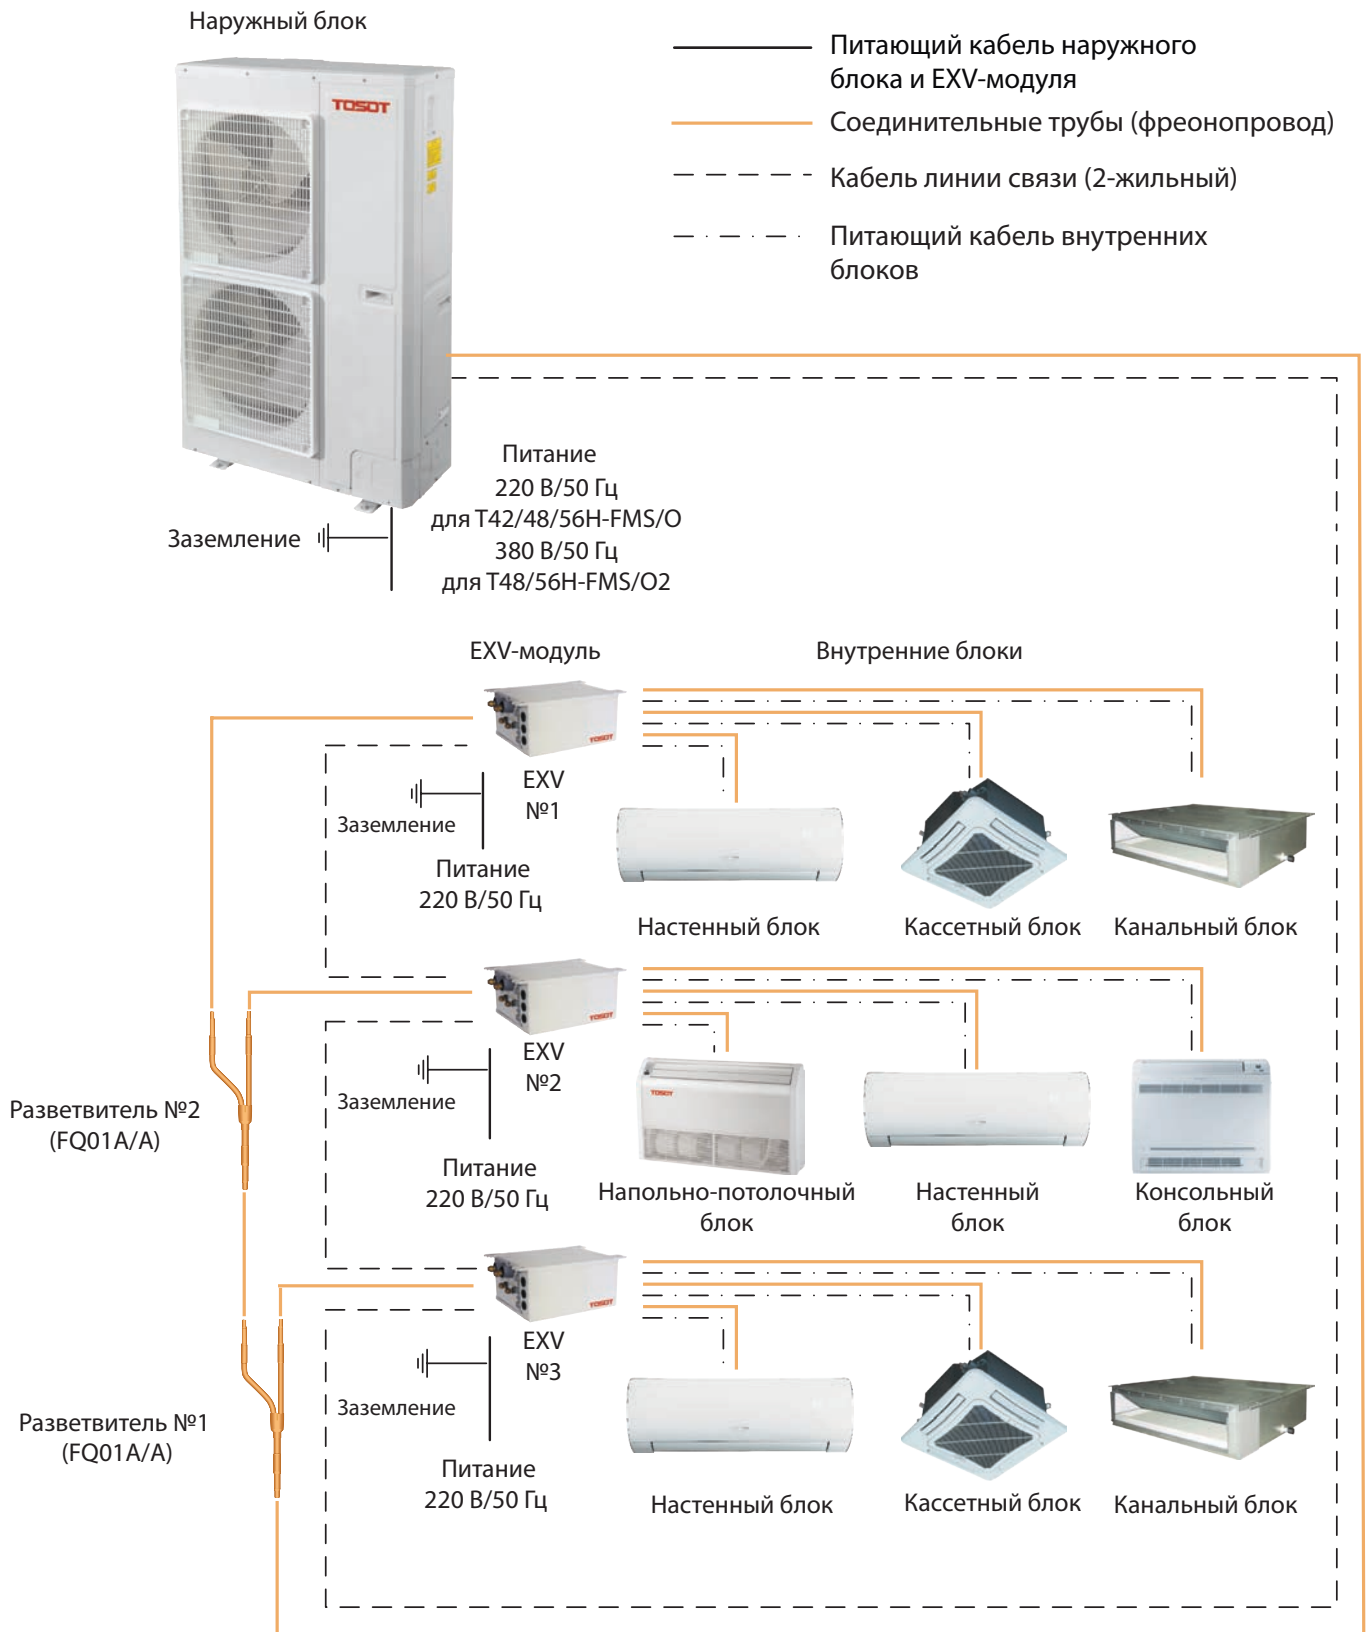 Наружный блок
TOSOT
Питающий кабель наружного
блока и EXV-модуля
Соединительные трубы (фреонопровод)
Кабель линии связи (2-жильный)
Питающий кабель внутренних
блоков
Питание
220 В/50 Гц
для T42/48/56H-FMS/O
380 В/50 Гц
для T48/56H-FMS/O2
Заземление
EXV-модуль
Внутренние блоки
TOSOT
EXV
№1
Заземление
Питание
220 В/50 Гц
Настенный блок
Кассетный блок
Канальный блок
TOSOT
EXV
№2
Заземление
TOSOT
Разветвитель №2
(FQ01A/A)
Питание
220 В/50 Гц
Напольно-потолочный
блок
Настенный
блок
Консольный
блок
TOSOT
EXV
№3
Заземление
Разветвитель №1
(FQ01A/A)
Питание
220 В/50 Гц
Настенный блок
Кассетный блок
Канальный блок